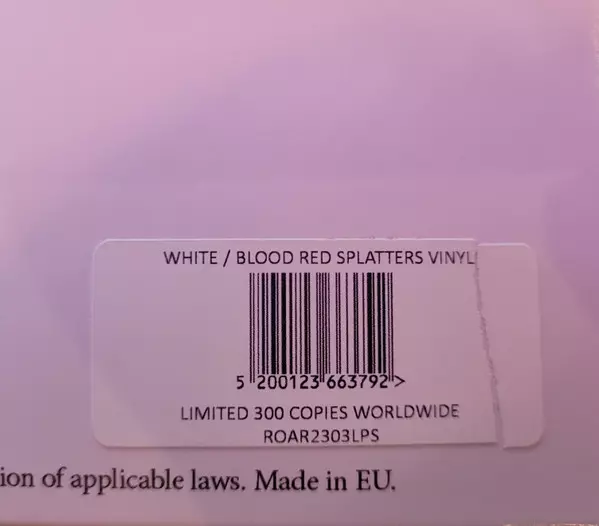 WHITE / BLOOD RED SPLATTERS VINYL
5 200123 663792 >
LIMITED 300 COPIES WORLDWIDE
ROAR2303LPS
ion of applicable laws. Made in EU.